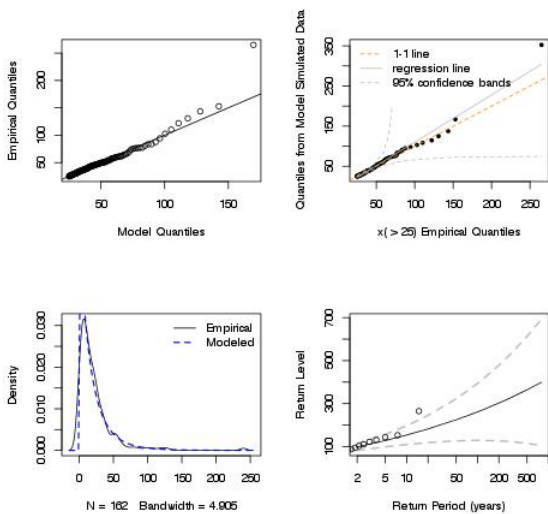 Empirical Quantiles
50 100 200
50 100 150
Model Quantiles
Quantiles from Model Simulated Data
50 150 250 350
1-1 line
regression line
95% confidence bands
50 100 150 200 250
x( > 25) Empirical Quantiles
Density
0.000 0.010 0.020 0.030
Empirical
Modeled
0 50 100 150 200 250
N = 162 Bandwidth = 4.905
Return Level
100 300 500 700
2 5 10 50 100 200 500
Return Period (years)